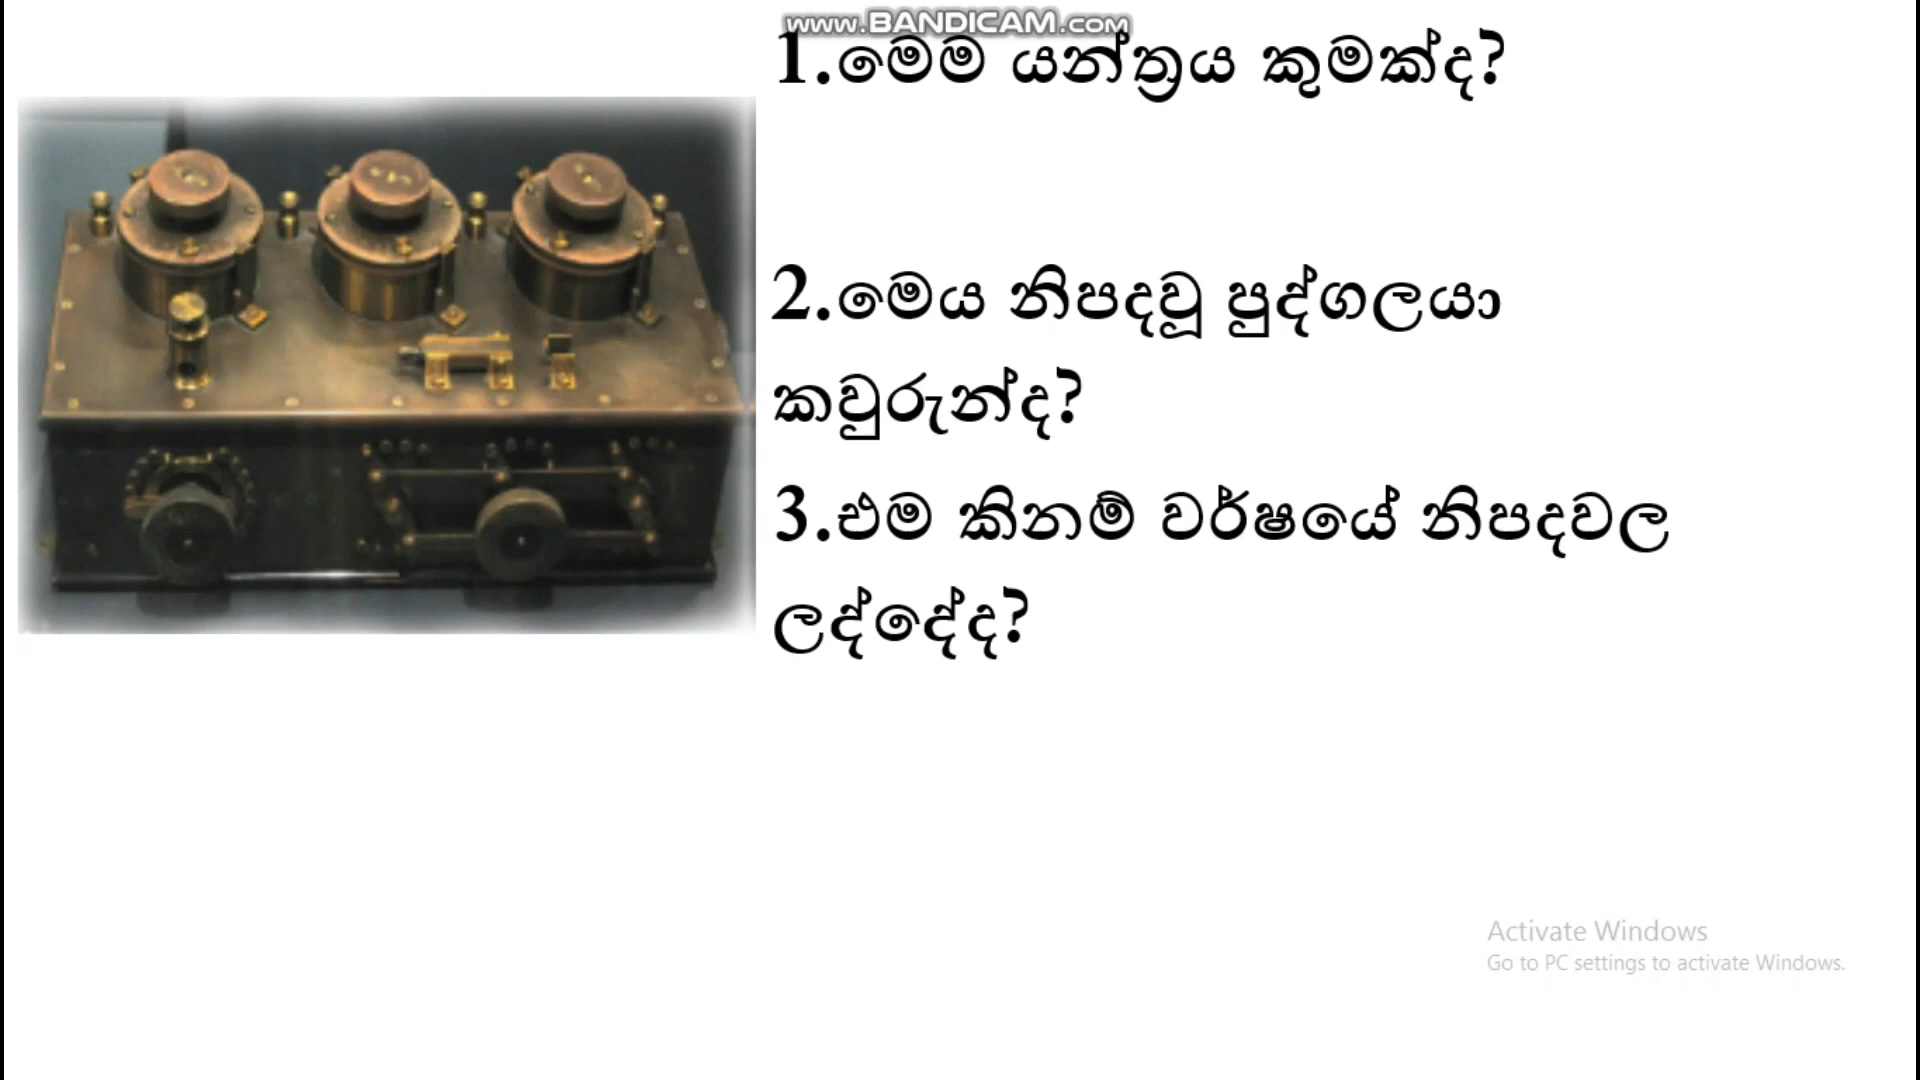 www.BANDICAM.com
1.මෙම යන්ත්‍රය කුමක්ද?
2.මෙය නිපදවූ පුද්ගලයා
කවුරුන්ද?
3.එම කිනම් වර්ෂයේ නිපදවල
ලද්දේද?
Activate Windows
Go to PC settings to activate Windows.